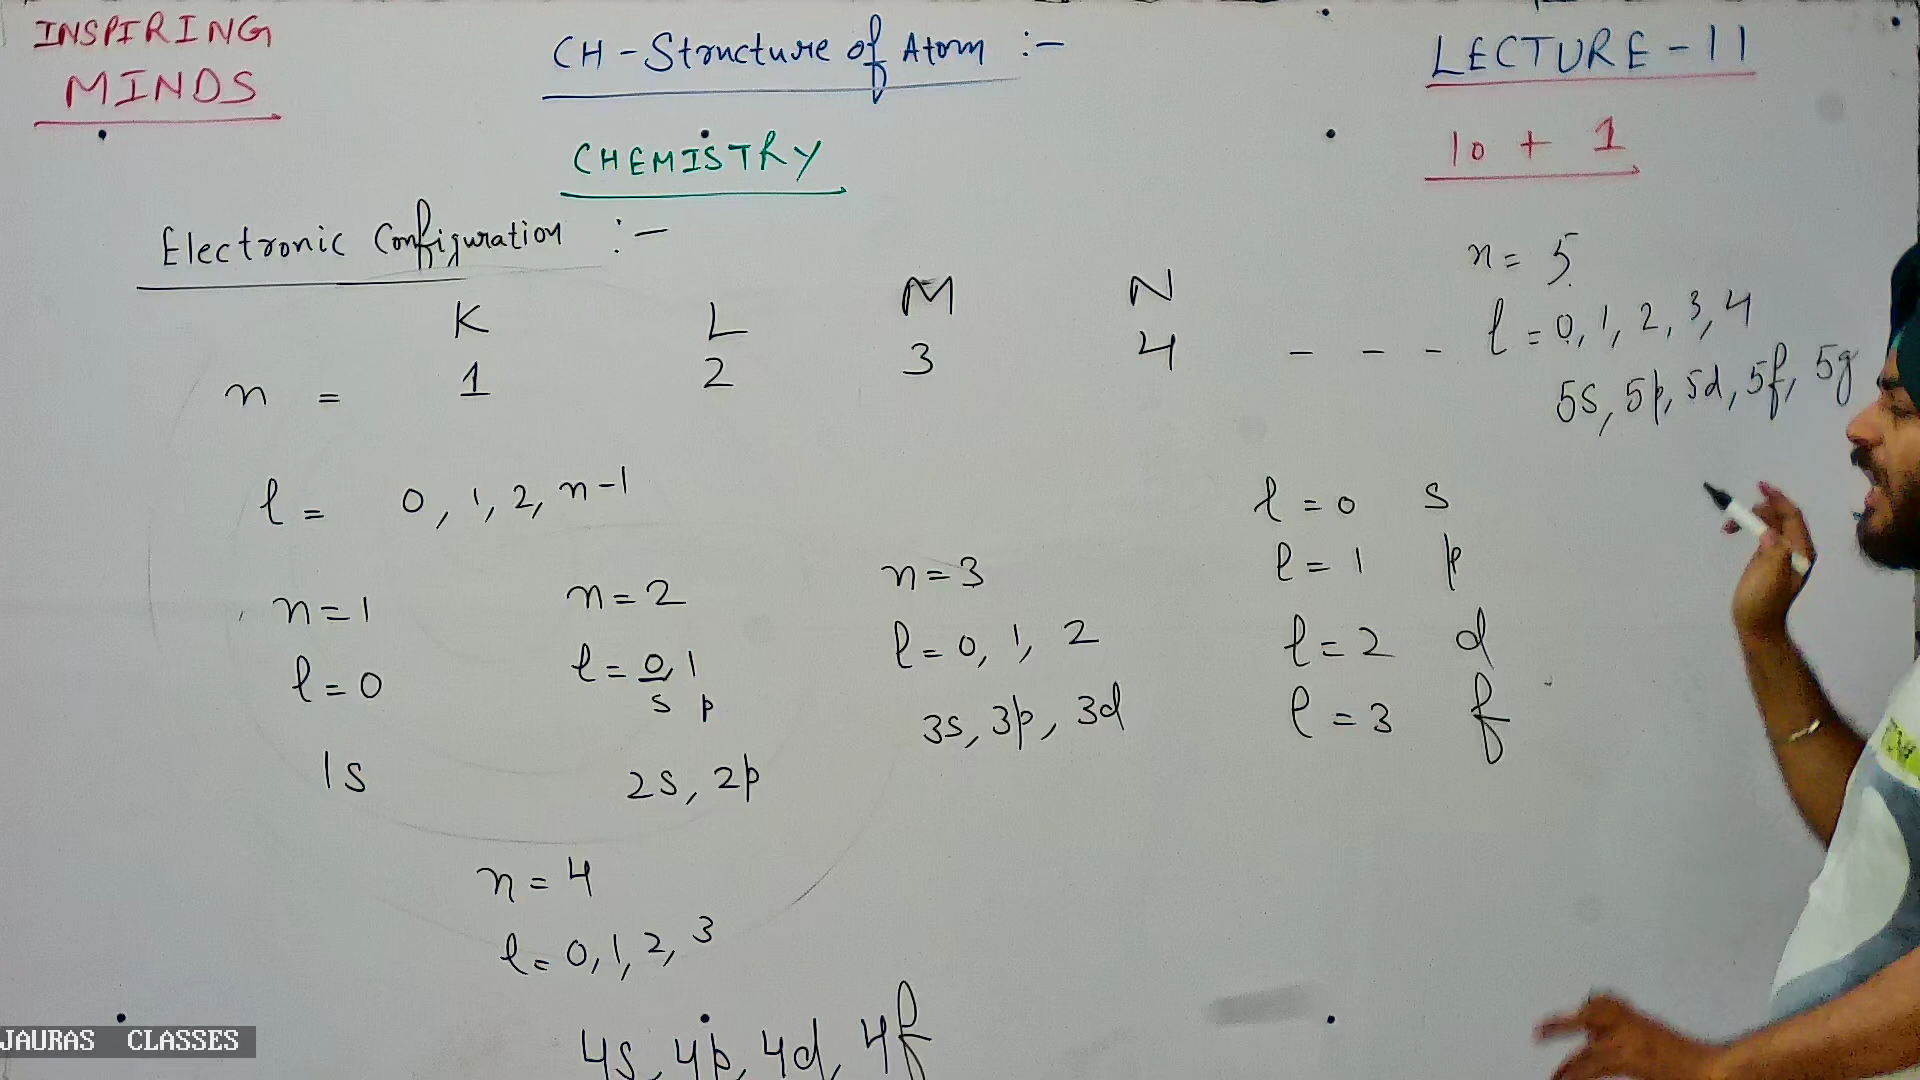 INSPIRING
MINDS
CH - Structure of Atom :-
LECTURE - 11
CHEMISTRY
10 + 1
Electronic Configuration :-
K L M N
n = 1 2 3 4 - - -
n = 5
l = 0, 1, 2, 3, 4
5s, 5p, 5d, 5f, 5g
l = 0, 1, 2, n-1
n=1
l=0
1s
n=2
l=0,1
s p
2s, 2p
n=3
l=0, 1, 2
3s, 3p, 3d
l=0 s
l=1 p
l=2 d
l=3 f
n=4
l=0,1,2,3
4s, 4p, 4d, 4f
JAURAS CLASSES